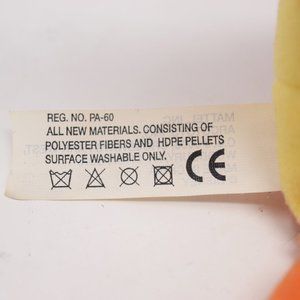 REG. NO. PA-60
ALL NEW MATERIALS. CONSISTING OF
POLYESTER FIBERS AND HDPE PELLETS
SURFACE WASHABLE ONLY.
CE